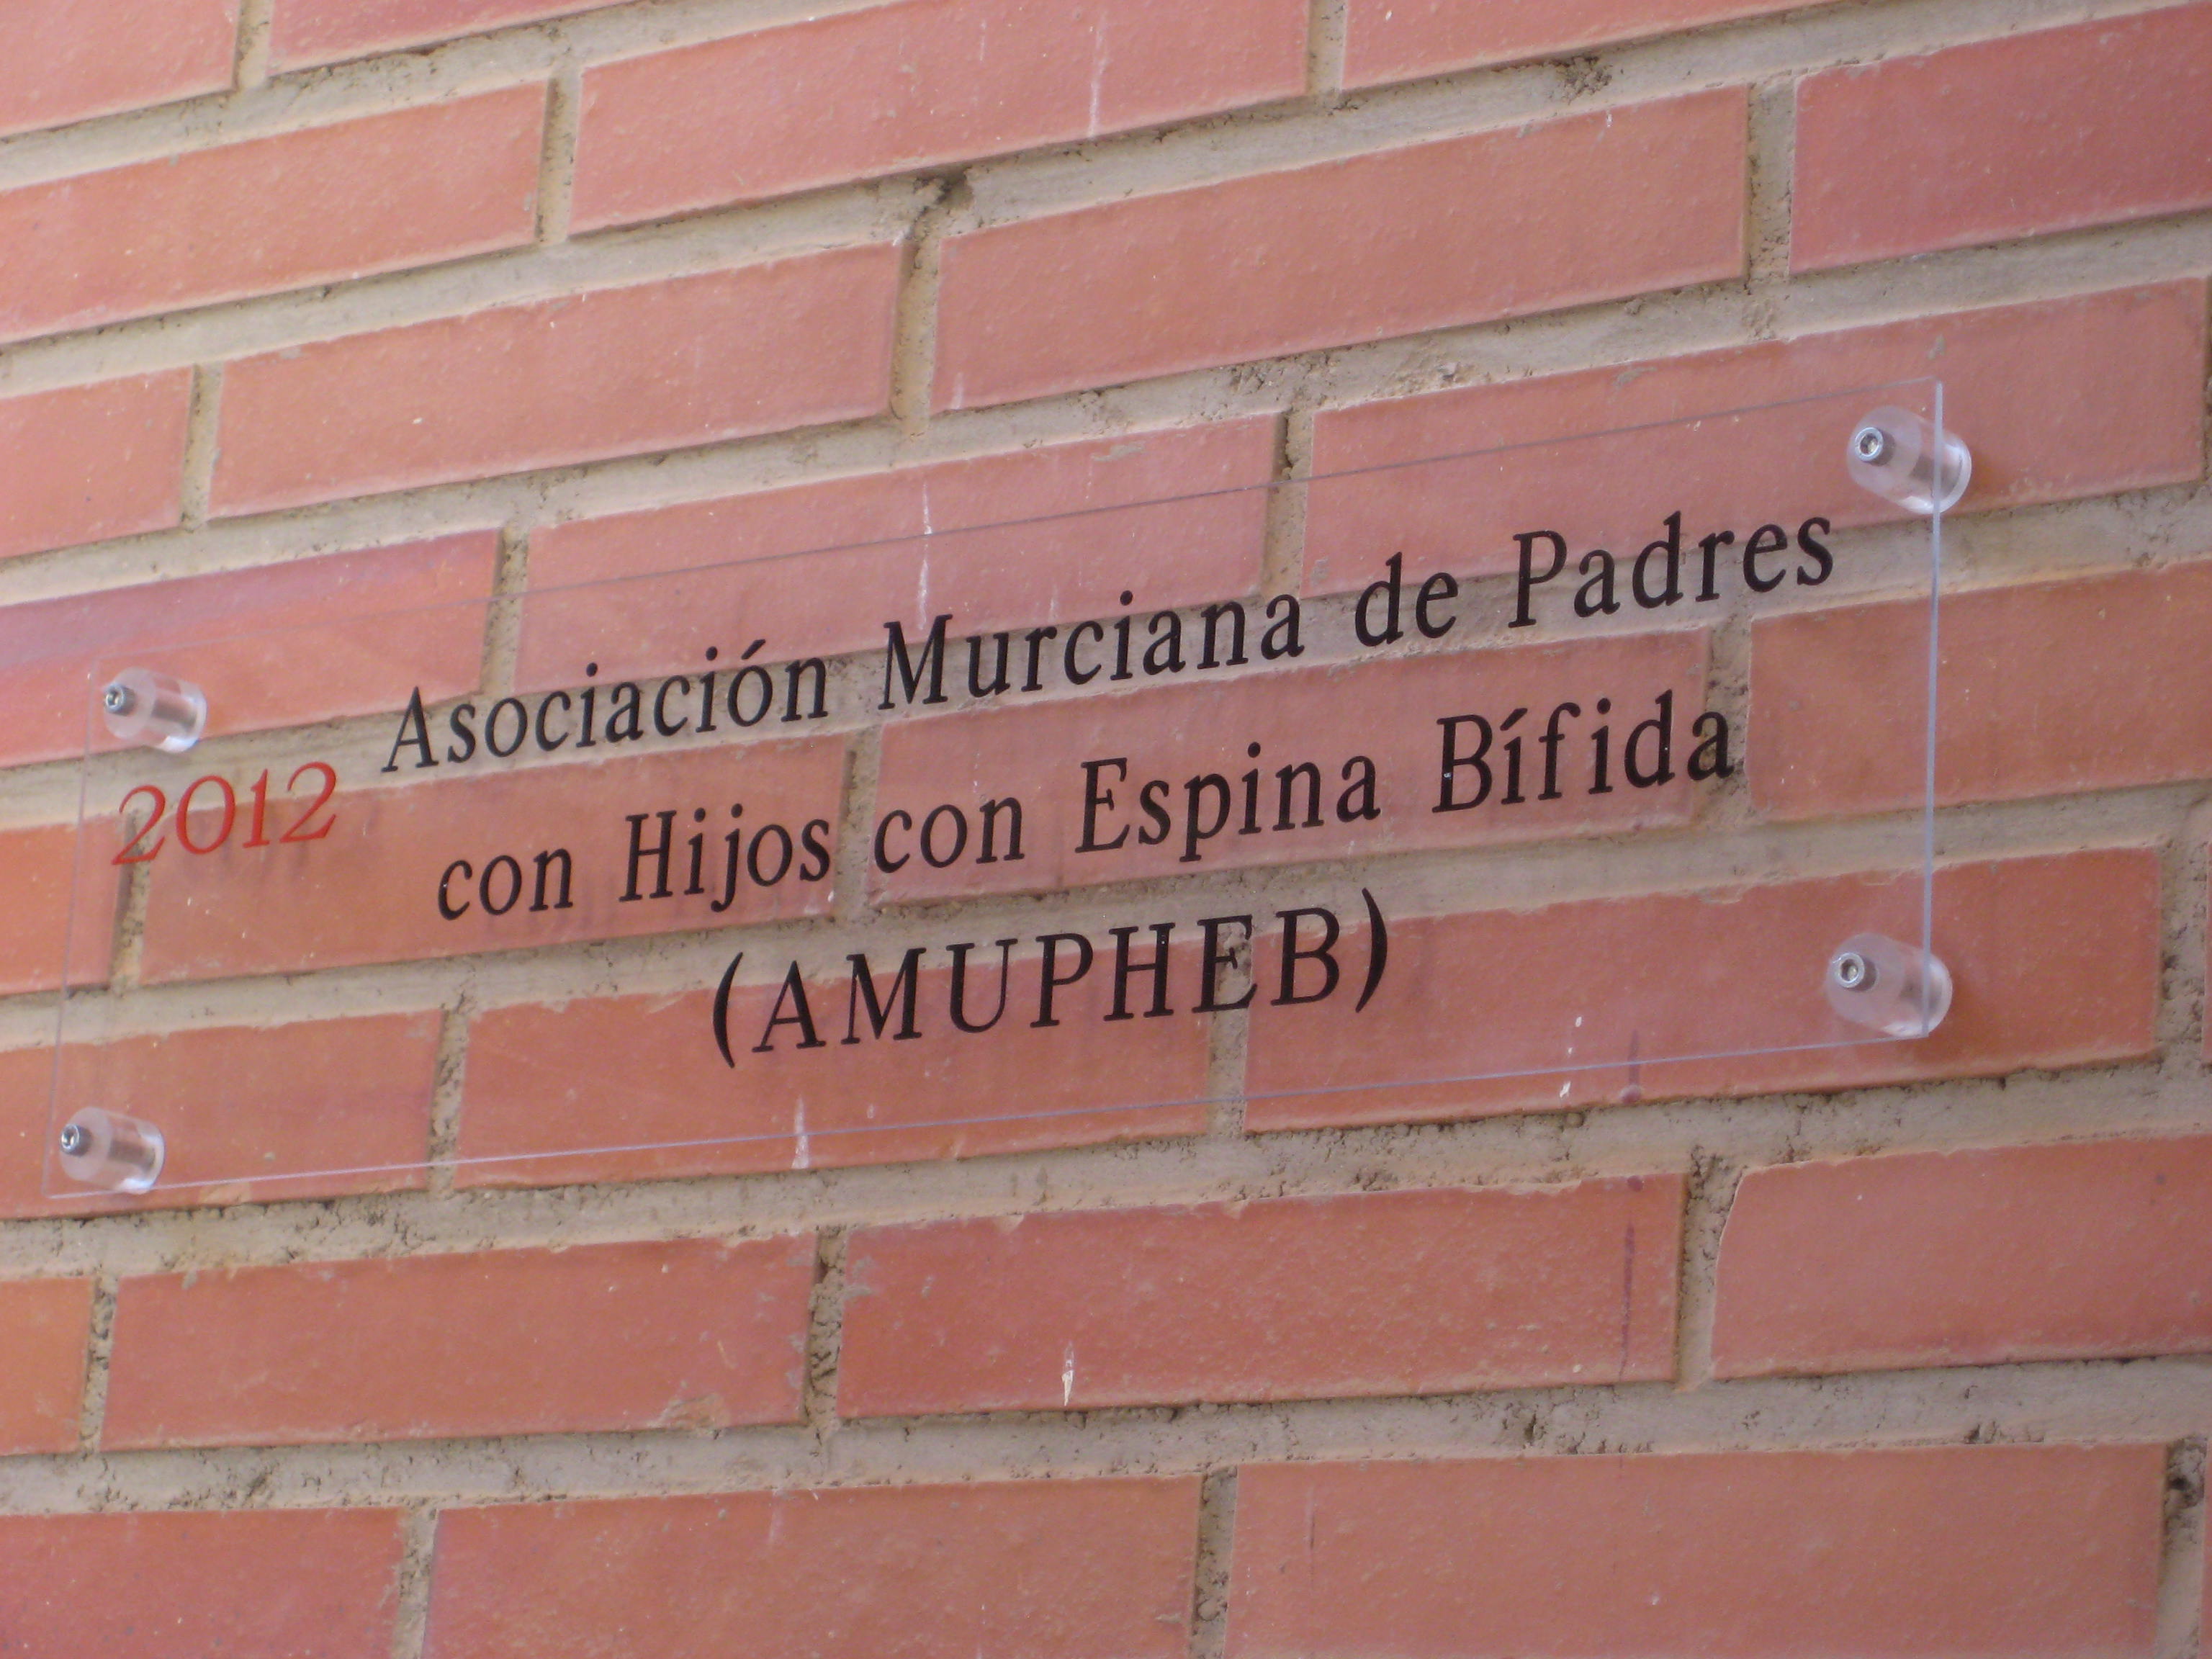 2012 Asociación Murciana de Padres
con Hijos con Espina Bífida
(AMUPHEB)